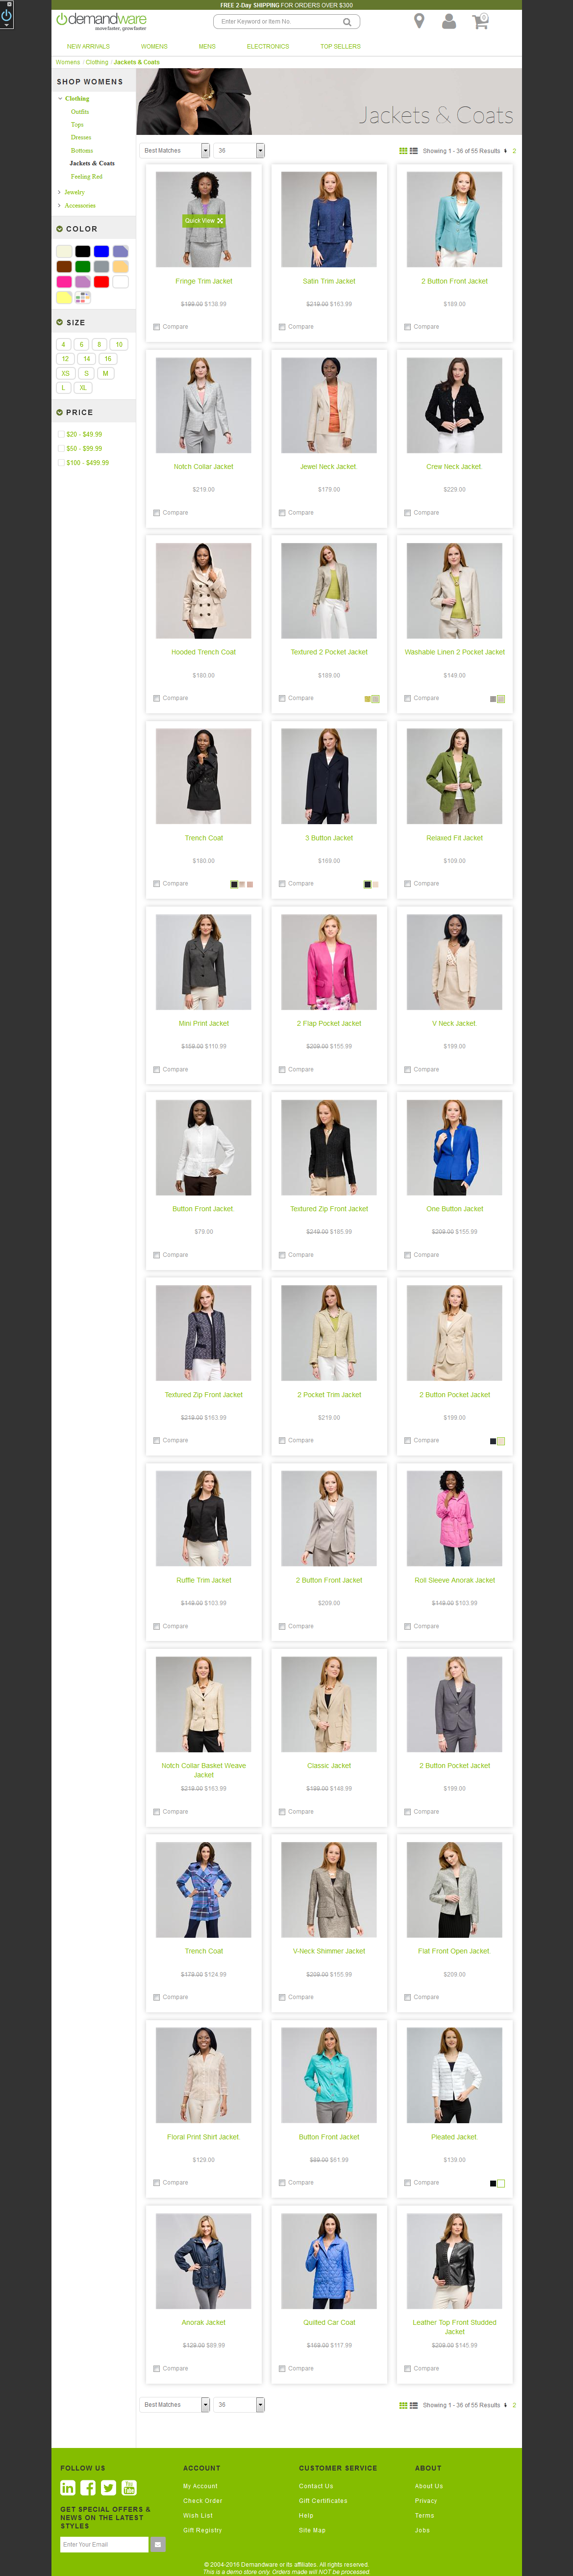 FREE 2-Day SHIPPING FOR ORDERS OVER $300
demandware
move faster, grow faster
Enter Keyword or Item No.
0
NEW ARRIVALS WOMENS MENS ELECTRONICS TOP SELLERS
Womens / Clothing / Jackets & Coats
SHOP WOMENS
Clothing
Outfits
Tops
Dresses
Bottoms
Jackets & Coats
Feeling Red
Jewelry
Accessories
COLOR
SIZE
4 6 8 10
12 14 16
XS S M
L XL
PRICE
$20 - $49.99
$50 - $99.99
$100 - $499.99
Jackets & Coats
Best Matches 36 Showing 1 - 36 of 55 Results 2
Quick View
Fringe Trim Jacket Satin Trim Jacket 2 Button Front Jacket
$199.00 $138.99 $219.00 $163.99 $189.00
Compare Compare Compare
Notch Collar Jacket Jewel Neck Jacket Crew Neck Jacket
$219.00 $179.00 $229.00
Compare Compare Compare
Hooded Trench Coat Textured 2 Pocket Jacket Washable Linen 2 Pocket Jacket
$180.00 $189.00 $149.00
Compare Compare Compare
Trench Coat 3 Button Jacket Relaxed Fit Jacket
$180.00 $169.00 $109.00
Compare Compare Compare
Mini Print Jacket 2 Flap Pocket Jacket V Neck Jacket
$159.00 $110.99 $209.00 $155.99 $199.00
Compare Compare Compare
Button Front Jacket Textured Zip Front Jacket One Button Jacket
$79.00 $249.00 $185.99 $209.00 $155.99
Compare Compare Compare
Textured Zip Front Jacket 2 Pocket Trim Jacket 2 Button Pocket Jacket
$219.00 $163.99 $219.00 $199.00
Compare Compare Compare
Ruffle Trim Jacket 2 Button Front Jacket Roll Sleeve Anorak Jacket
$149.00 $103.99 $209.00 $149.00 $103.99
Compare Compare Compare
Notch Collar Basket Weave Jacket Classic Jacket 2 Button Pocket Jacket
$219.00 $163.99 $199.00 $148.99 $199.00
Compare Compare Compare
Trench Coat V-Neck Shimmer Jacket Flat Front Open Jacket
$179.00 $124.99 $209.00 $155.99 $209.00
Compare Compare Compare
Floral Print Shirt Jacket Button Front Jacket Pleated Jacket
$129.00 $89.00 $61.99 $139.00
Compare Compare Compare
Anorak Jacket Quilted Car Coat Leather Top Front Studded Jacket
$129.00 $89.99 $169.00 $117.99 $209.00 $145.99
Compare Compare Compare
Best Matches 36 Showing 1 - 36 of 55 Results 2
FOLLOW US
You Tube
GET SPECIAL OFFERS & NEWS ON THE LATEST STYLES
Enter Your Email
ACCOUNT
My Account
Check Order
Wish List
Gift Registry
CUSTOMER SERVICE
Contact Us
Gift Certificates
Help
Site Map
ABOUT
About Us
Privacy
Terms
Jobs
© 2004-2016 Demandware or its affiliates. All rights reserved.
This is a demo store only. Orders made will NOT be processed.